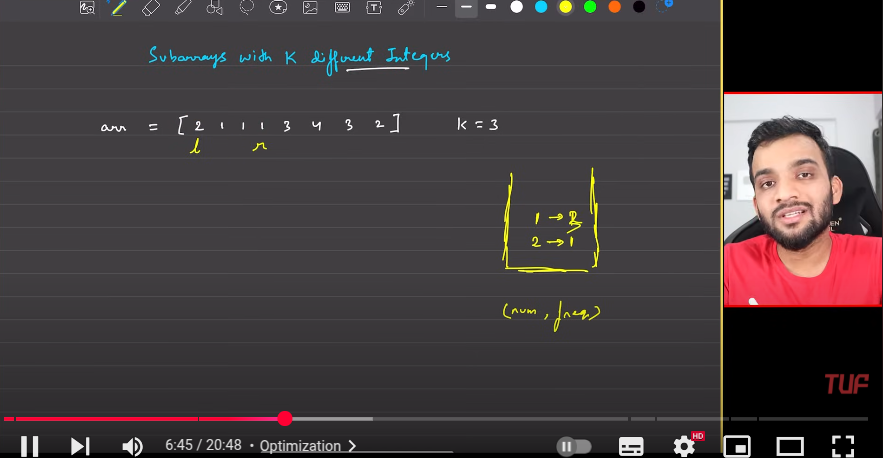 Subarrays with K different Integers
arr = [ 2 1 1 1 3 4 3 2 ] K = 3
l r
1 → 
2 → 1
(num, freq)
TUF
6:45 / 20:48 • Optimization >
HD